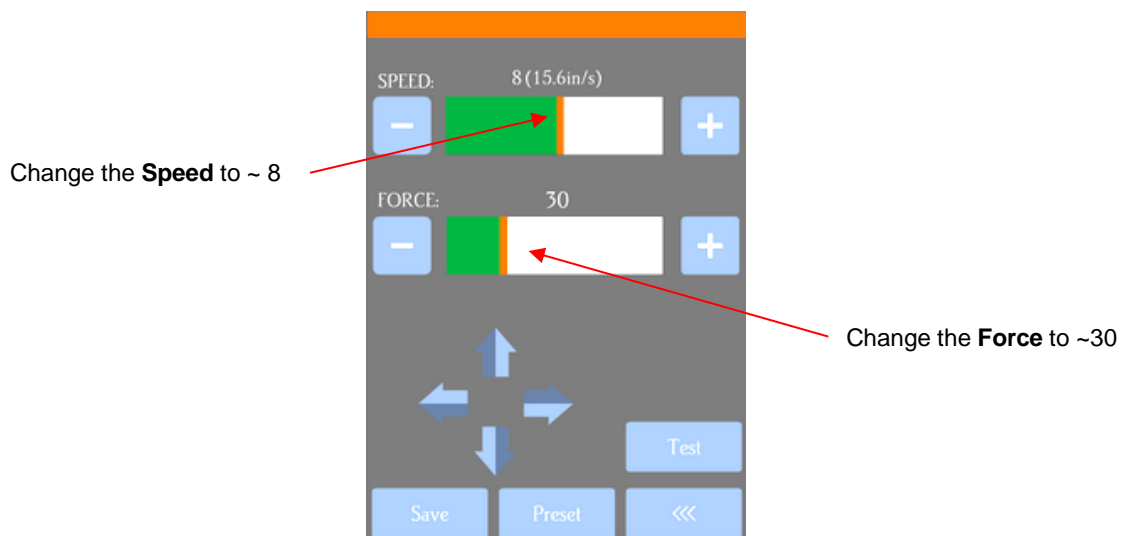 SPEED: 8 (15.6in/s)
− +
Change the Speed to ~ 8
FORCE: 30
− +
Change the Force to ~30
Test
Save Preset <<<